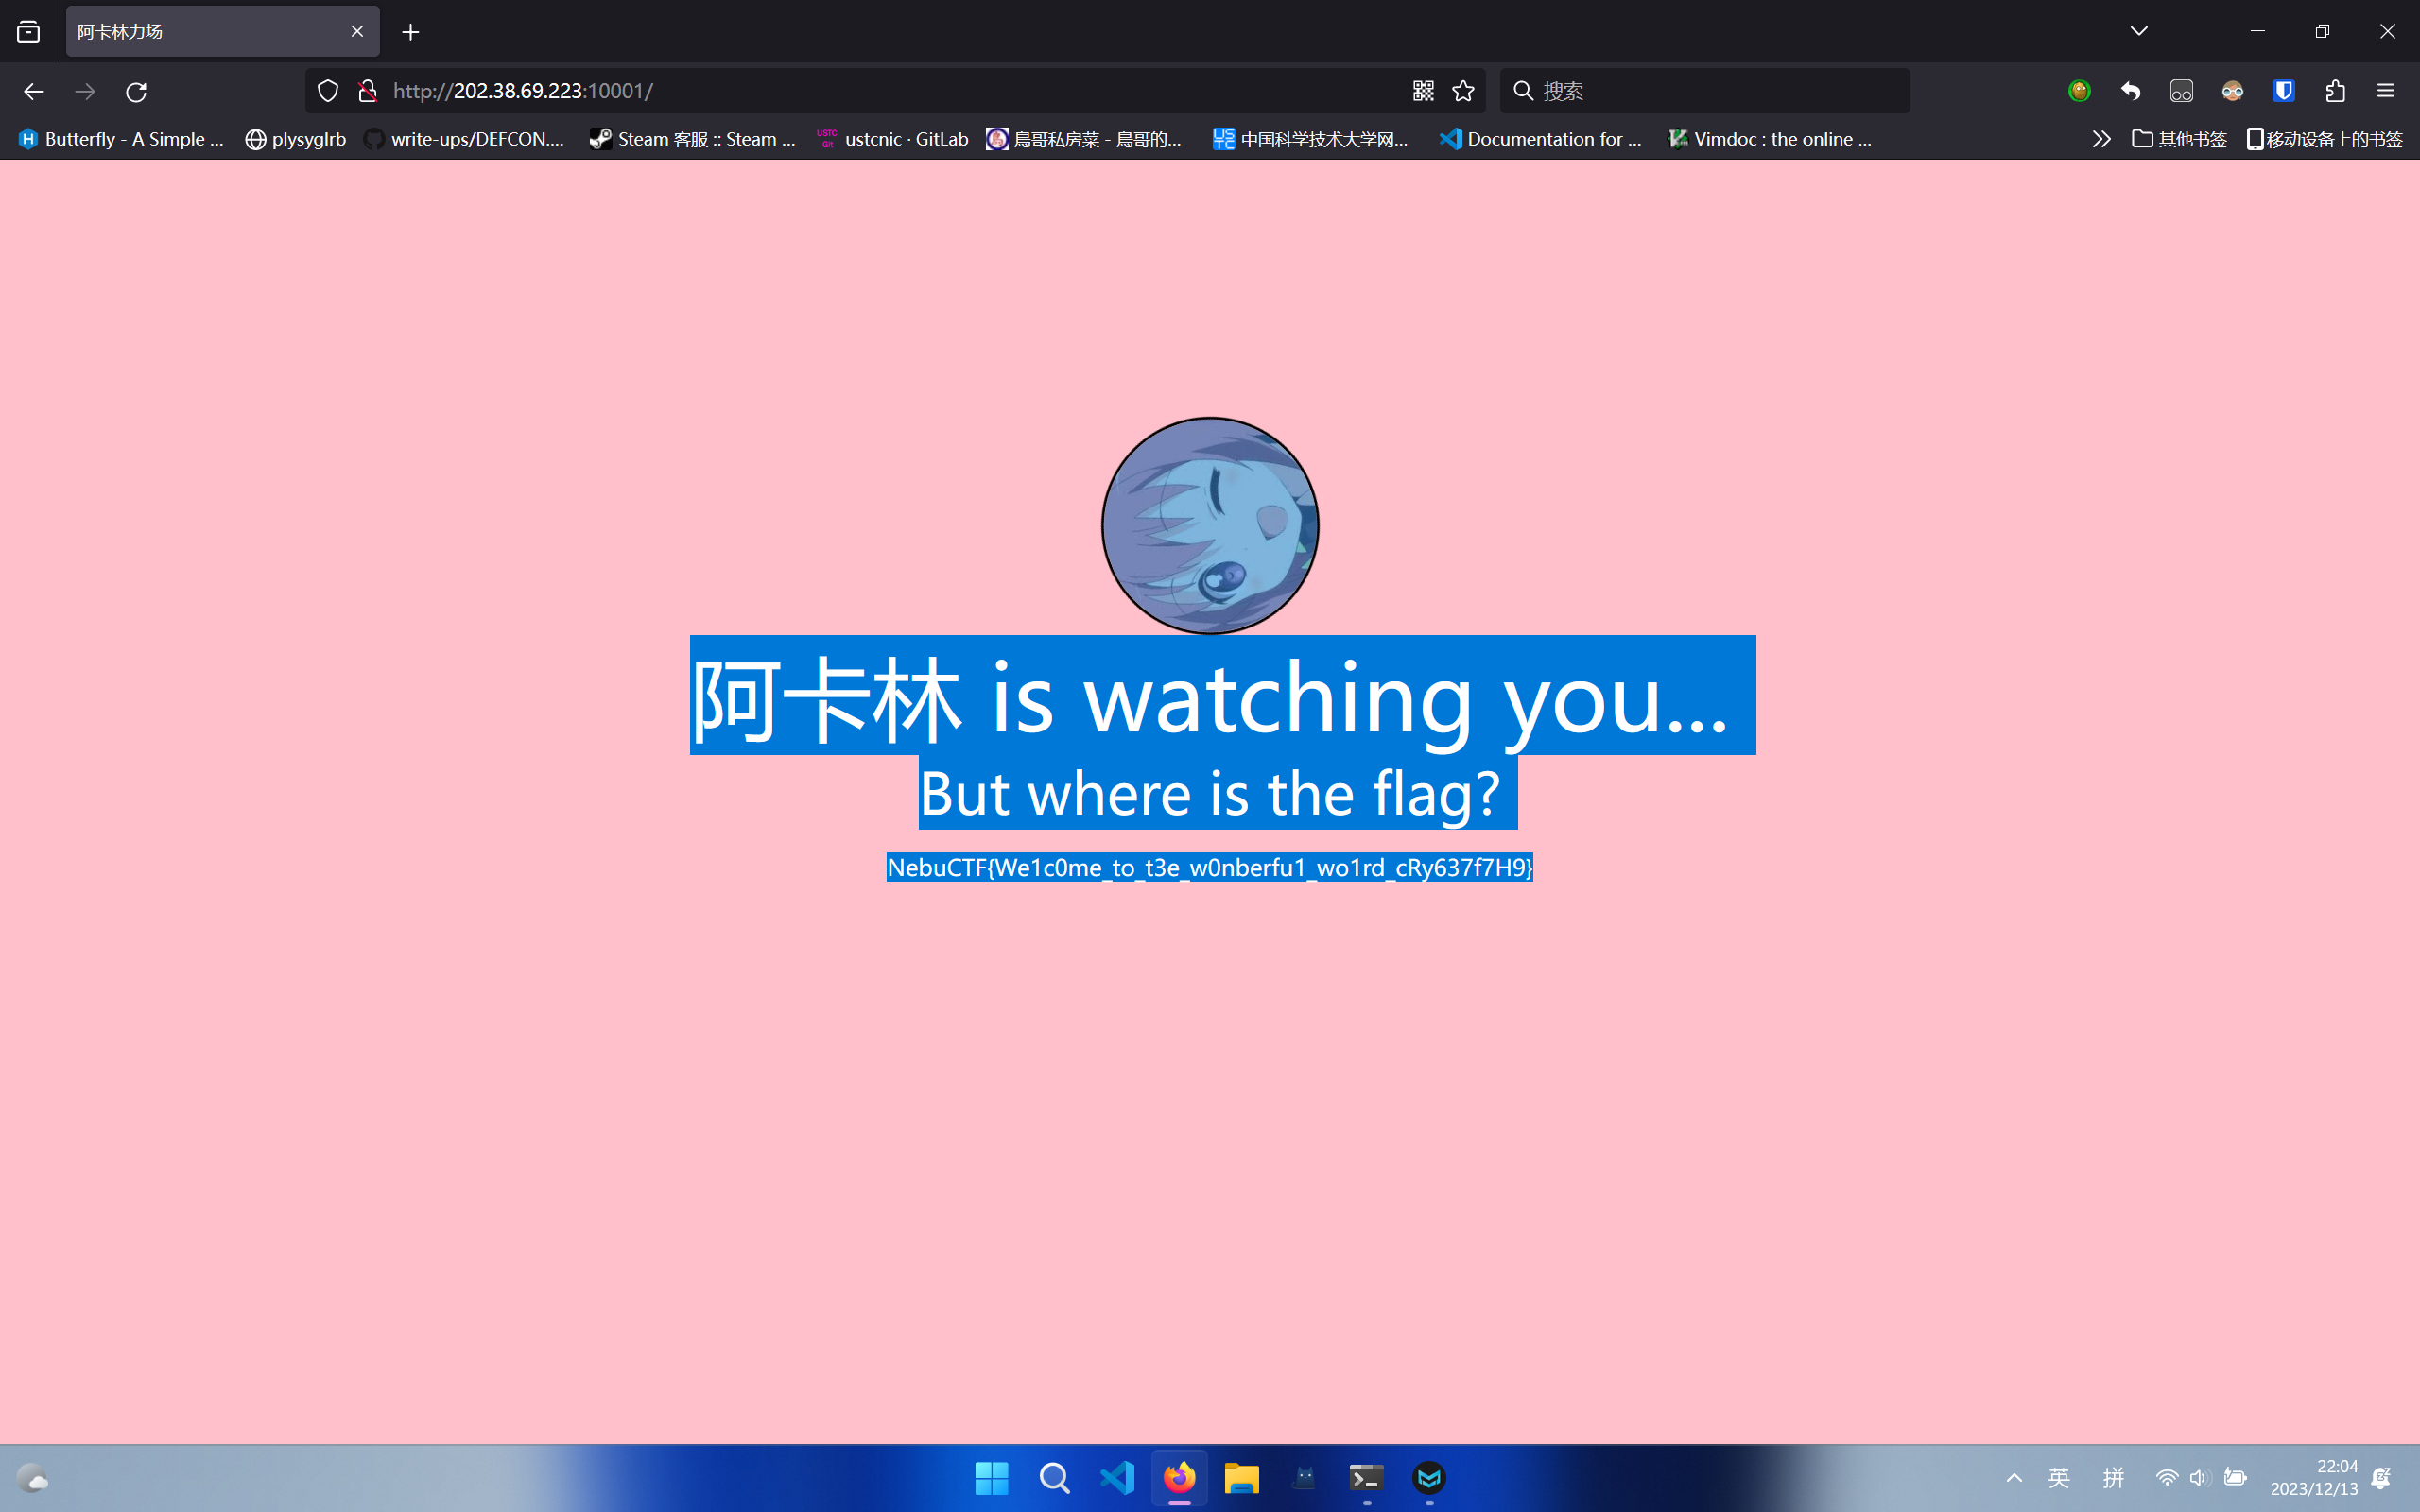 阿卡林力场
http://202.38.69.223:10001/
搜索
Butterfly - A Simple ...
plysyglrb
write-ups/DEFCON....
Steam 客服 :: Steam ...
USTC Git
ustcnic · GitLab
鳥哥私房菜 - 鳥哥的...
中国科学技术大学网...
Documentation for ...
Vimdoc : the online ...
其他书签
移动设备上的书签
阿卡林 is watching you...
But where is the flag?
NebuCTF{We1c0me_to_t3e_w0nberfu1_wo1rd_cRy637f7H9}
英
拼
22:04
2023/12/13